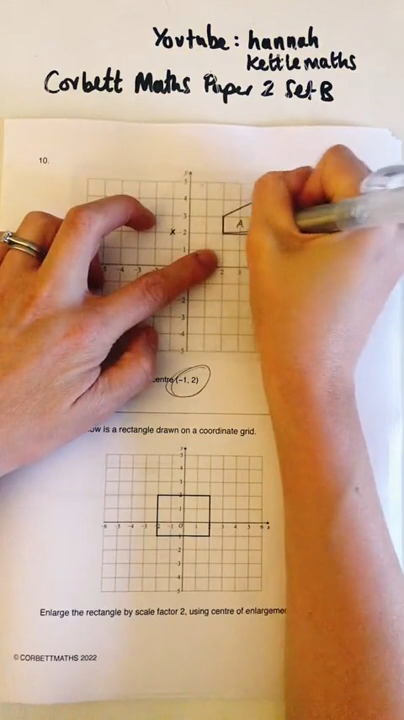 Youtube: hannah
kettlemaths
Corbett Maths Paper 2 Set B
10.
A
x
centre (-1, 2)
ow is a rectangle drawn on a coordinate grid.
Enlarge the rectangle by scale factor 2, using centre of enlargeme
© CORBETTMATHS 2022